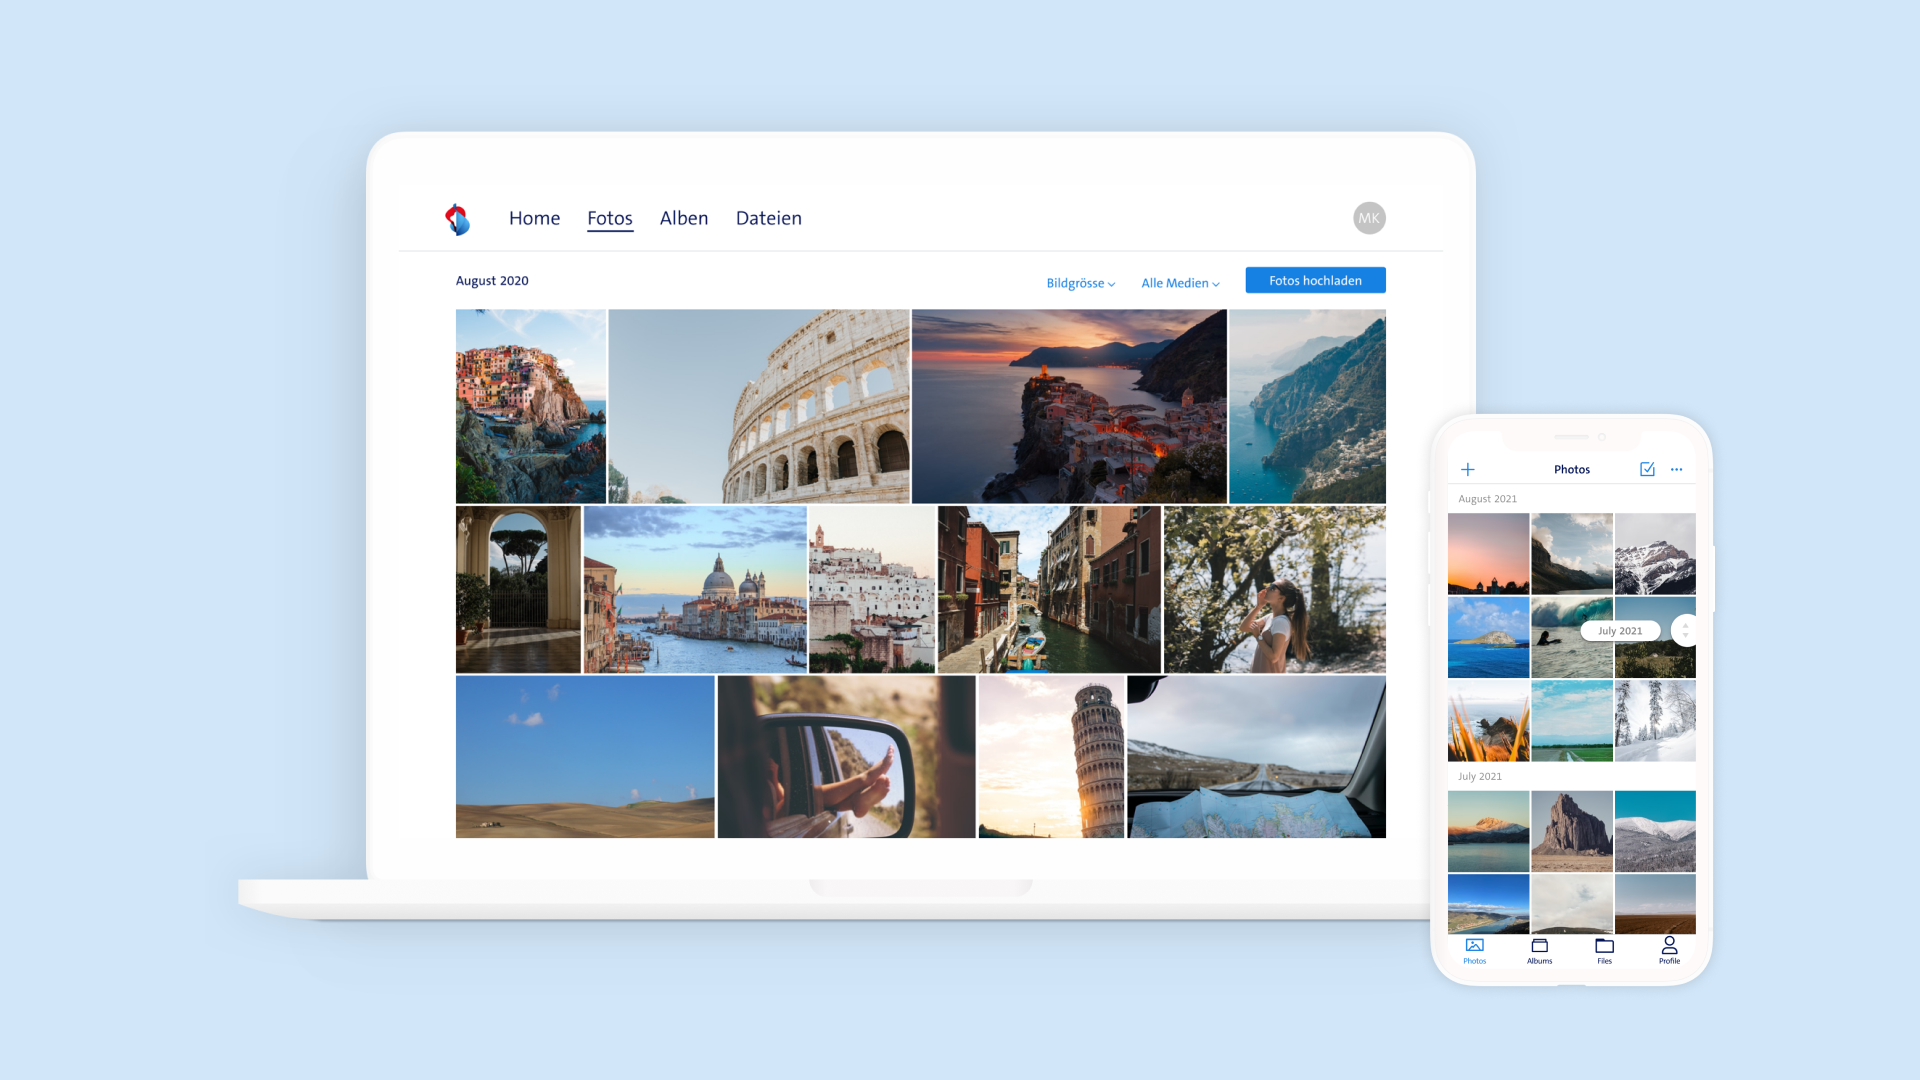 Home Fotos Alben Dateien MK
August 2020 Bildgrösse Alle Medien Fotos hochladen
Photos
August 2021
July 2021
July 2021
Photos Albums Files Profile